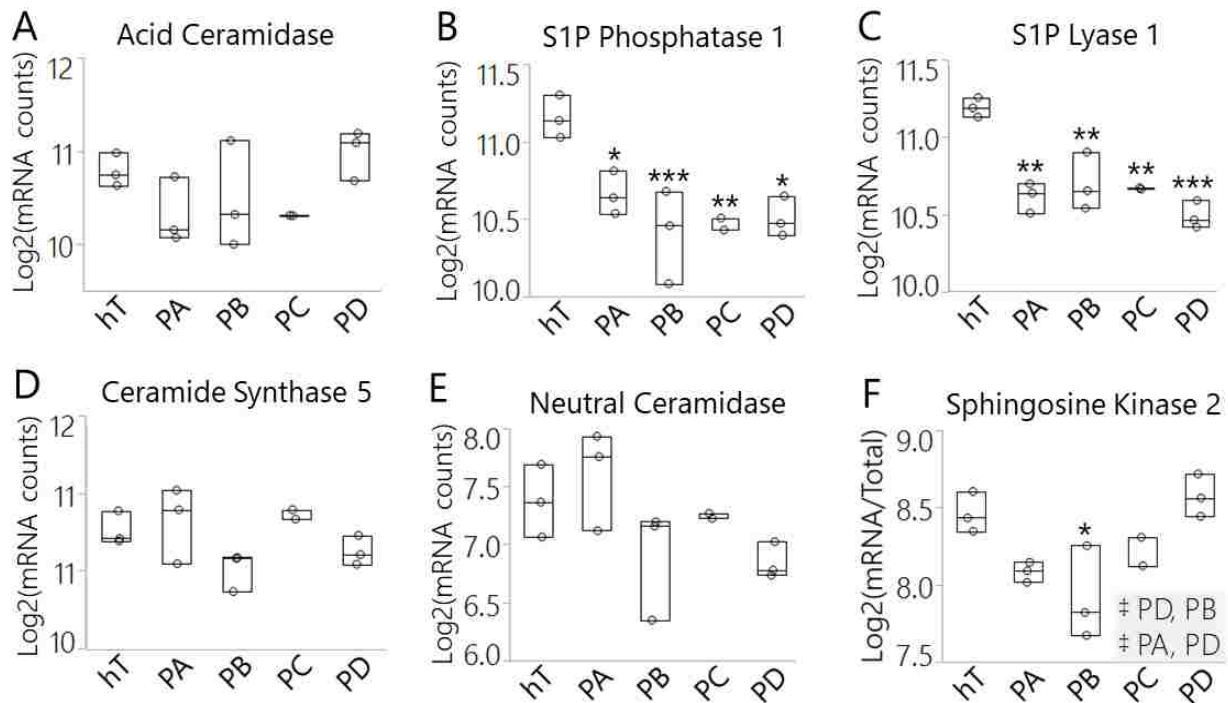 A
Acid Ceramidase
Log2(mRNA counts)
12
11
10
hT PA PB PC PD
B
S1P Phosphatase 1
Log2(mRNA counts)
11.5
11.0
10.5
10.0
*
***
**
*
hT PA PB PC PD
C
S1P Lyase 1
Log2(mRNA counts)
11.5
11.0
10.5
10.0
**
**
**
***
hT PA PB PC PD
D
Ceramide Synthase 5
Log2(mRNA counts)
12
11
11
10
hT PA PB PC PD
E
Neutral Ceramidase
Log2(mRNA counts)
8.0
7.5
7.0
6.5
6.0
hT PA PB PC PD
F
Sphingosine Kinase 2
Log2(mRNA/Total)
9.0
8.5
8.0
7.5
*
‡ PD, PB
‡ PA, PD
hT PA PB PC PD